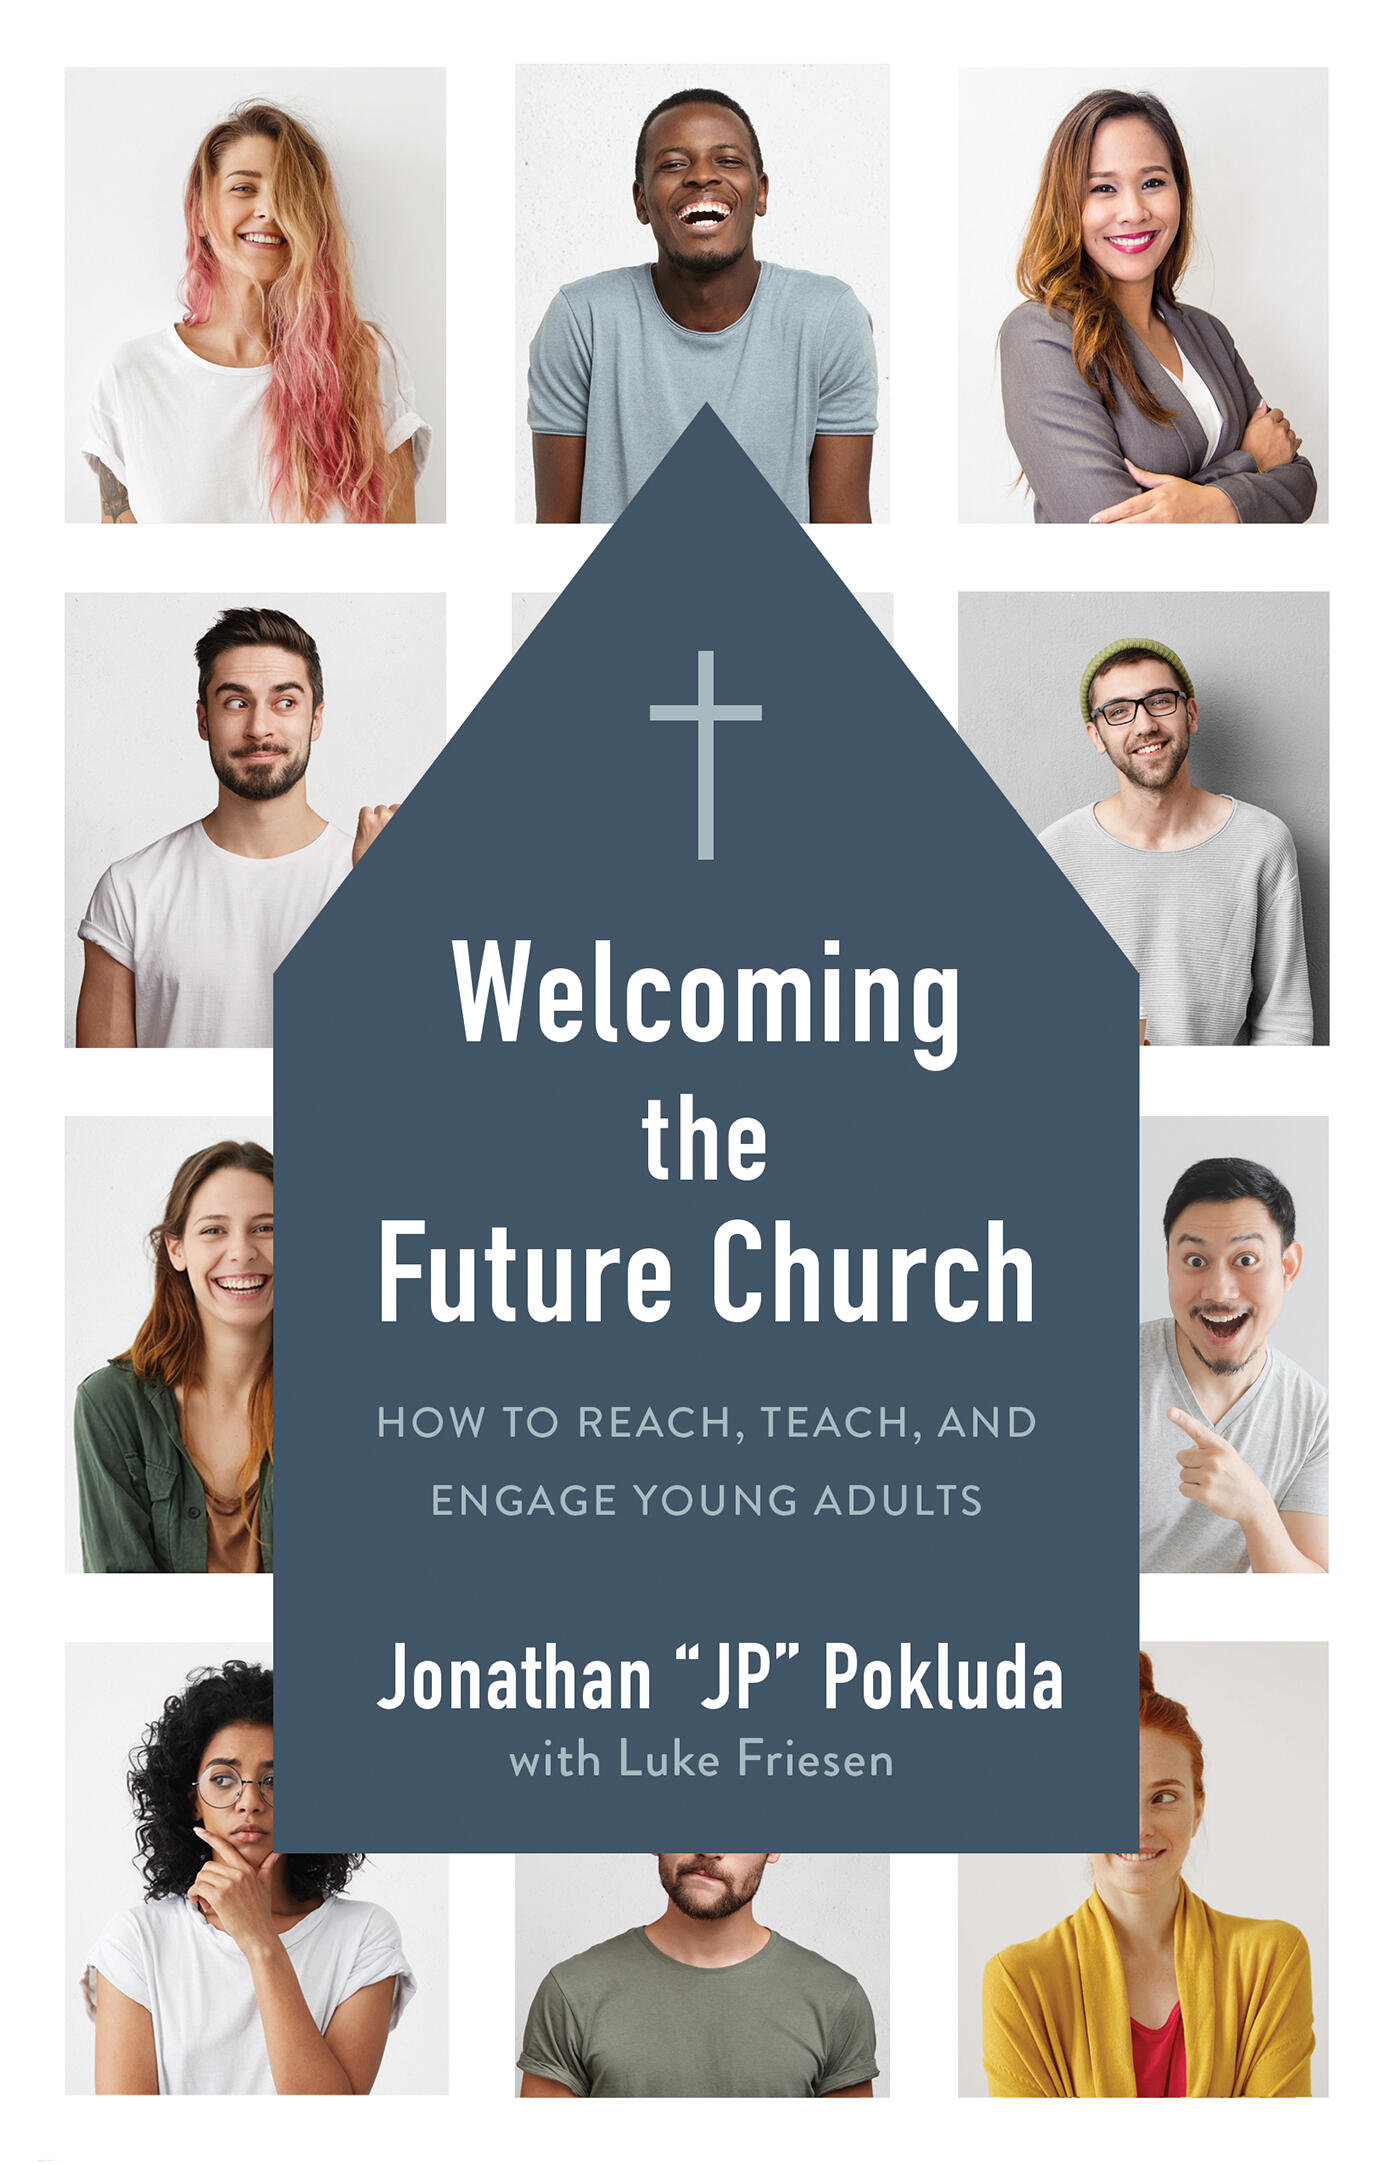 Welcoming
the
Future Church
HOW TO REACH, TEACH, AND
ENGAGE YOUNG ADULTS
Jonathan “JP” Pokluda
with Luke Friesen